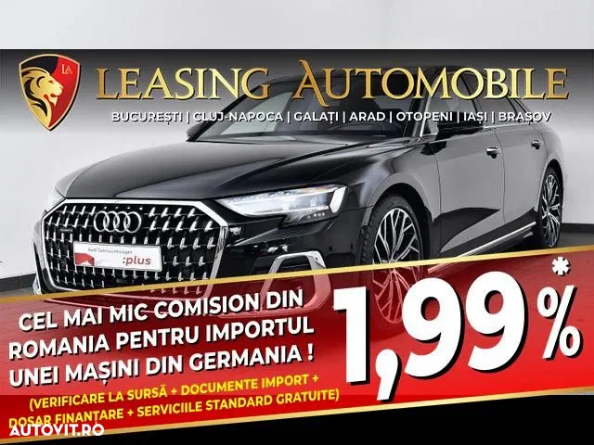 LA
LEASING AUTOMOBILE
BUCUREȘTI | CLUJ-NAPOCA | GALAȚI | ARAD | OTOPENI | IAȘI | BRAȘOV
Audi Gebrauchtwagen
:plus
CEL MAI MIC COMISION DIN
ROMANIA PENTRU IMPORTUL
UNEI MAȘINI DIN GERMANIA !
1,99%*
(VERIFICARE LA SURSĂ + DOCUMENTE IMPORT +
DOSAR FINANȚARE + SERVICIILE STANDARD GRATUITE)
AUTOVIT.RO